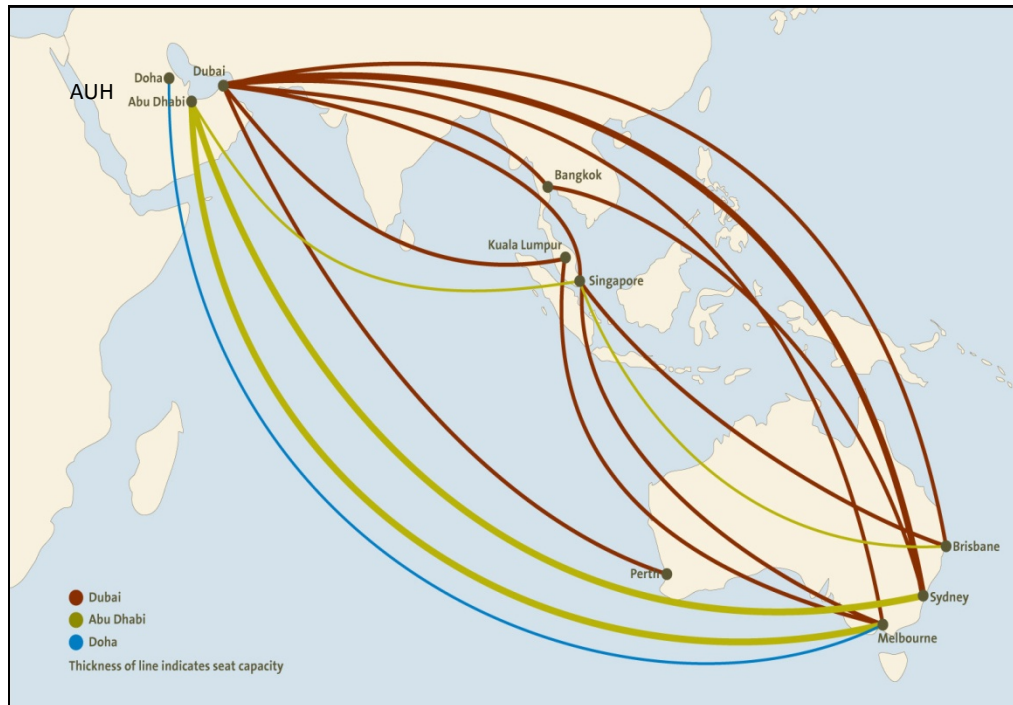 Doha
Dubai
AUH
Abu Dhabi
Bangkok
Kuala Lumpur
Singapore
Perth
Brisbane
Sydney
Melbourne
Dubai
Abu Dhabi
Doha
Thickness of line indicates seat capacity